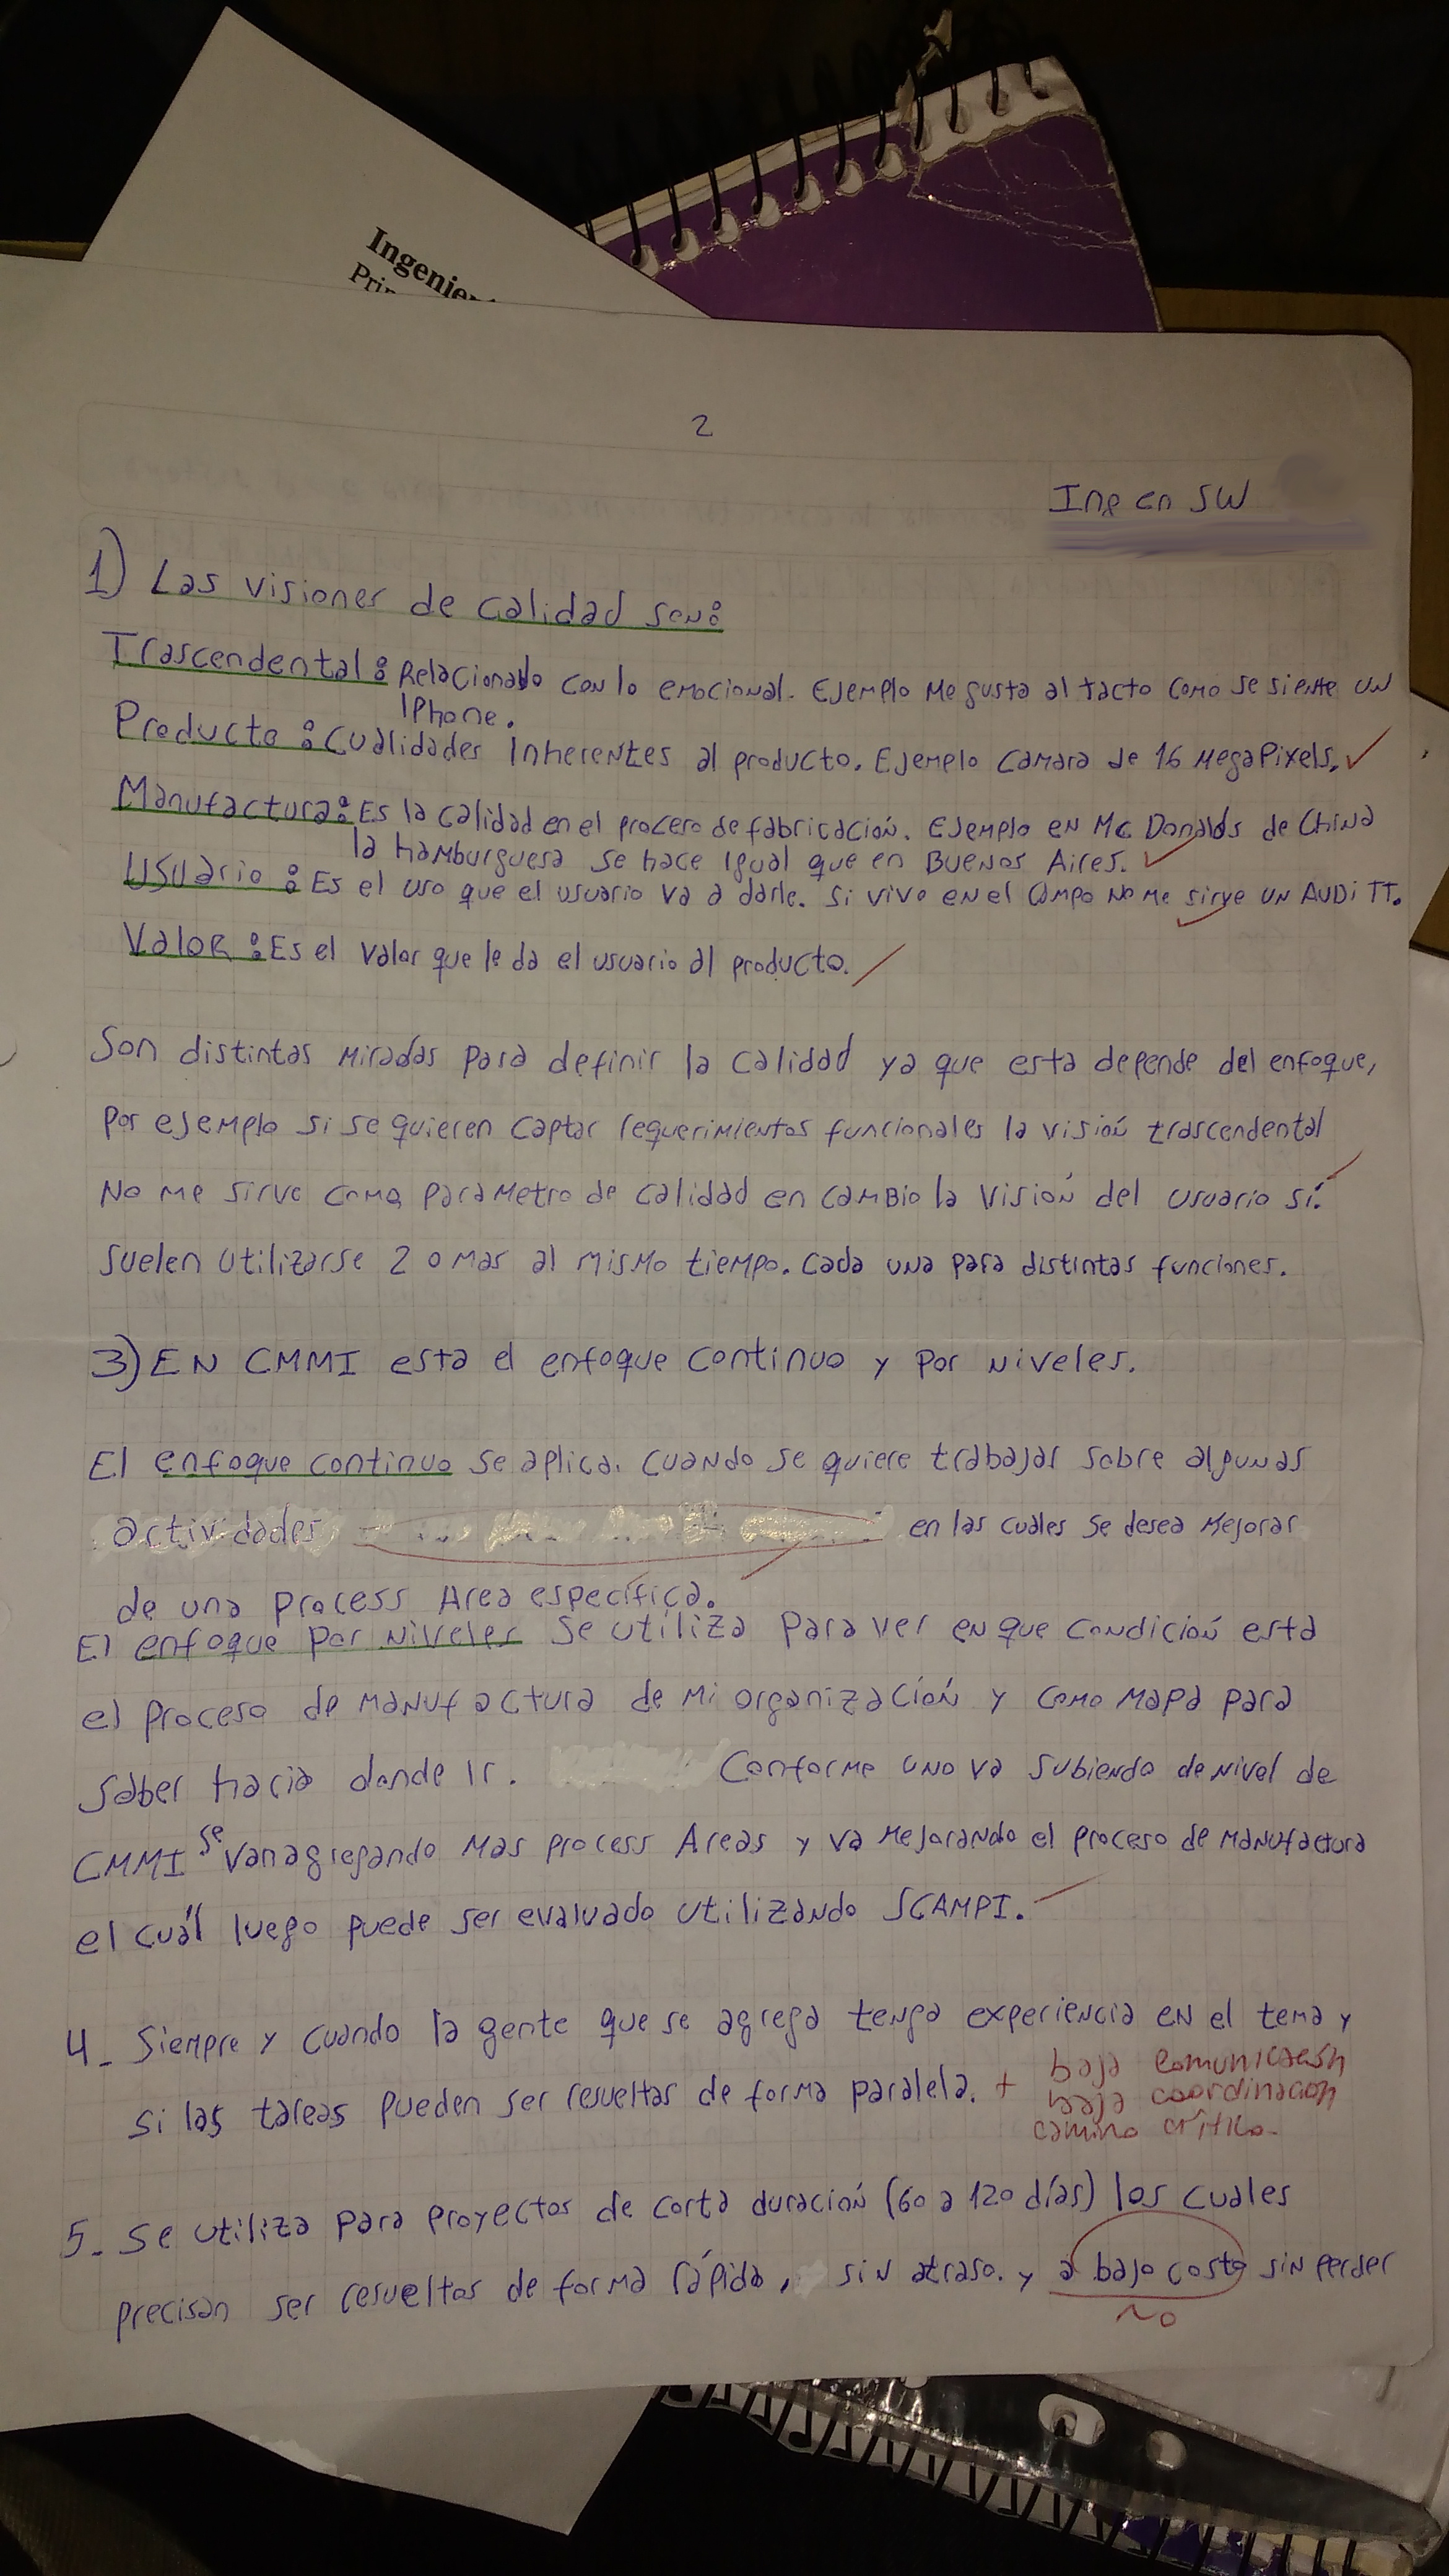 Ingenie
Pri
2
Ing en SW
1) Las visiones de calidad son:
Trascendental: Relacionado con lo emocional. Ejemplo Me gusta al tacto como se siente un
IPhone.
Producto: Cualidades inherentes al producto. Ejemplo Camara de 16 MegaPixels.
Manufactura: Es la calidad en el proceso de fabricación. Ejemplo en Mc Donalds de China
la hamburguesa se hace igual que en Buenos Aires.
Usuario: Es el uso que el usuario va a darle. Si vivo en el campo no me sirve un AUDI TT.
Valor: Es el valor que le da el usuario al producto.
Son distintas miradas para definir la calidad ya que esta depende del enfoque,
por ejemplo si se quieren captar requerimientos funcionales la visión trascendental
no me sirve como parametro de calidad en cambio la visión del usuario sí.
Suelen utilizarse 2 o mas al mismo tiempo. Cada una para distintas funciones.
3) EN CMMI esta el enfoque continuo y por niveles.
El enfoque continuo se aplica. Cuando se quiere trabajar sobre algunas
actividades en las cuales se desea mejorar
de una Process Area específica.
El enfoque por niveles se utiliza para ver en que condición esta
el proceso de manufactura de mi organización y como mapa para
saber hacia donde ir. Conforme uno va subiendo de nivel de
CMMI se van agregando mas process Areas y va mejorando el proceso de manufactura
el cuál luego puede ser evaluado utilizando SCAMPI.
4- Siempre y cuando la gente que se agrega tenga experiencia en el tema y
si las tareas pueden ser resueltas de forma paralela. + baja comunicación
baja coordinacion
camino crítico.
5- Se utiliza para proyectos de corta duración (60 a 120 días) los cuales
precisan ser resueltos de forma rápida, sin atraso. y a bajo costo sin perder
no